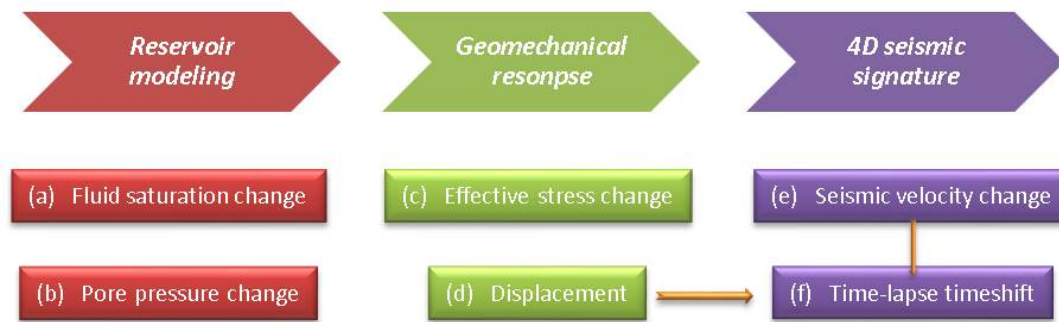 Reservoir
modeling
Geomechanical
resonpse
4D seismic
signature
(a) Fluid saturation change
(c) Effective stress change
(e) Seismic velocity change
(b) Pore pressure change
(d) Displacement
(f) Time-lapse timeshift